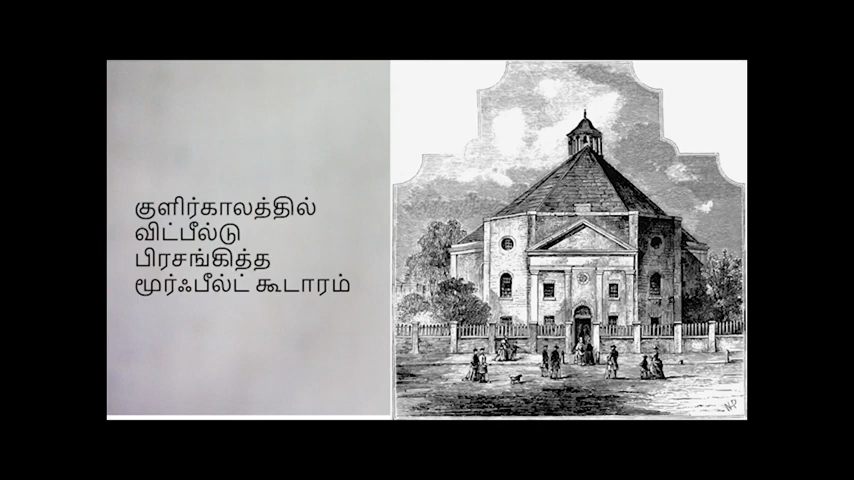 குளிர்காலத்தில்
விட்பீல்டு
பிரசங்கித்த
மூர்ஃபீல்ட் கூடாரம்